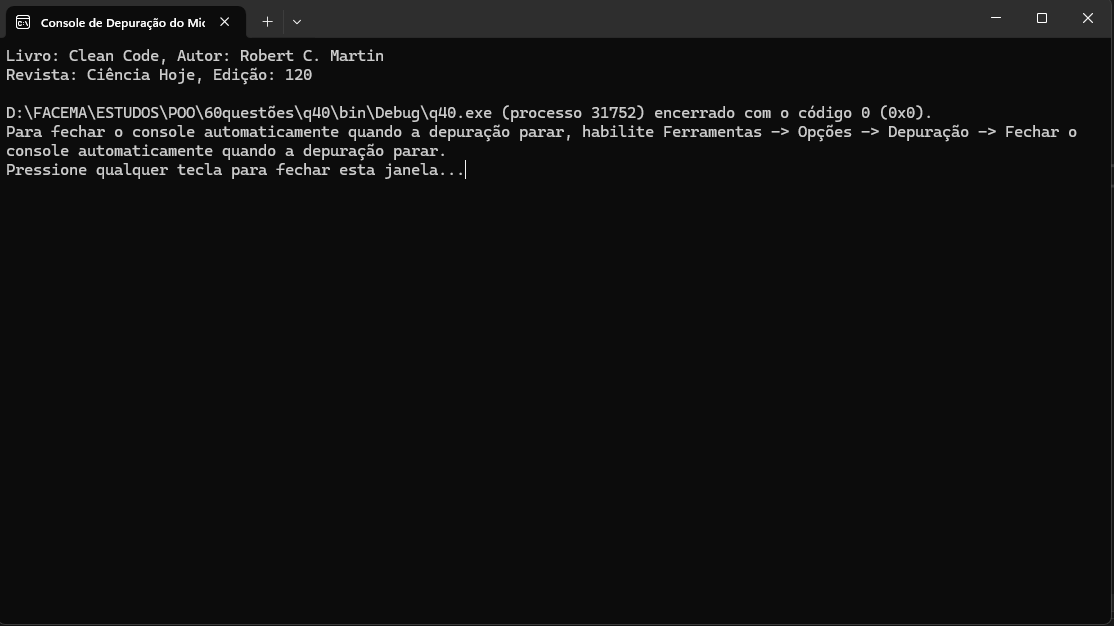 Console de Depuração do Mic
Livro: Clean Code, Autor: Robert C. Martin
Revista: Ciência Hoje, Edição: 120
D:\FACEMA\ESTUDOS\POO\60questões\q40\bin\Debug\q40.exe (processo 31752) encerrado com o código 0 (0x0).
Para fechar o console automaticamente quando a depuração parar, habilite Ferramentas -> Opções -> Depuração -> Fechar o
console automaticamente quando a depuração parar.
Pressione qualquer tecla para fechar esta janela...